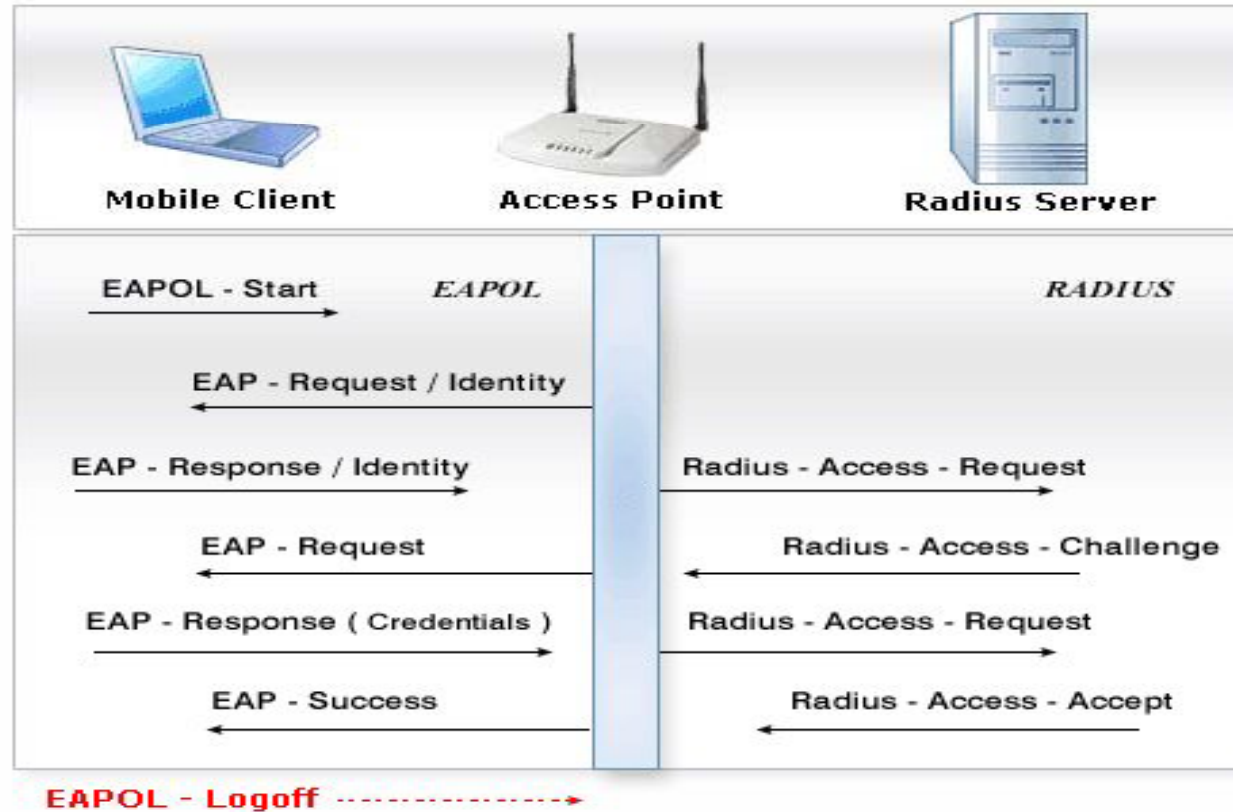 Mobile Client
Access Point
Radius Server
EAPOL - Start
EAPOL
RADIUS
EAP - Request / Identity
EAP - Response / Identity
Radius - Access - Request
EAP - Request
Radius - Access - Challenge
EAP - Response ( Credentials )
Radius - Access - Request
EAP - Success
Radius - Access - Accept
EAPOL - Logoff